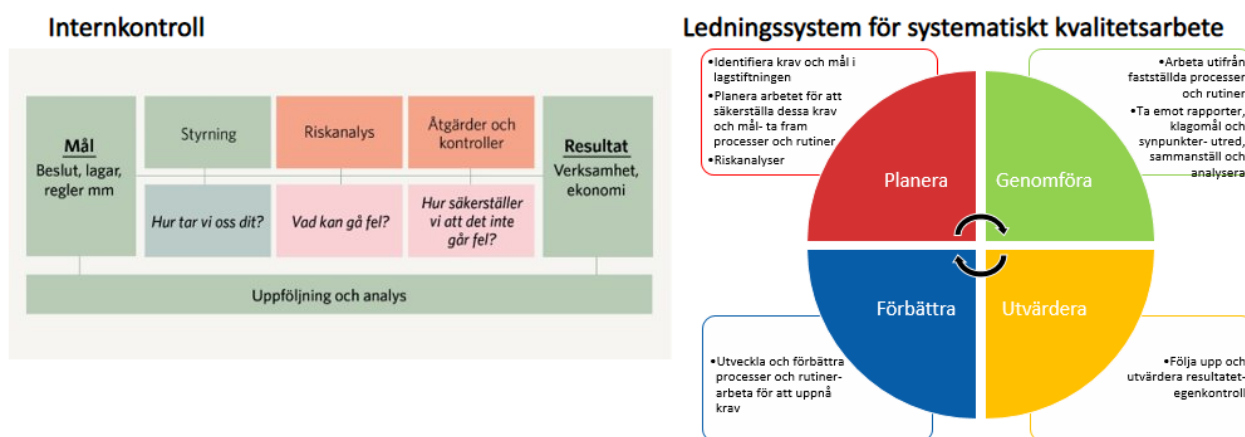 Internkontroll
Mål
Beslut, lagar,
regler mm
Styrning
Riskanalys
Åtgärder och
kontroller
Resultat
Verksamhet,
ekonomi
Hur tar vi oss dit?
Vad kan gå fel?
Hur säkerställer
vi att det inte
går fel?
Uppföljning och analys
Ledningssystem för systematiskt kvalitetsarbete
•Identifiera krav och mål i
lagstiftningen
•Planera arbetet för att
säkerställa dessa krav
och mål- ta fram
processer och rutiner
•Riskanalyser
•Arbeta utifrån
fastställda processer
och rutiner
•Ta emot rapporter,
klagomål och
synpunkter- utred,
sammanställ och
analysera
Planera
Genomföra
Förbättra
Utvärdera
•Utveckla och förbättra
processer och rutiner-
arbeta för att uppnå
krav
•Följa upp och
utvärdera resultatet-
egenkontroll